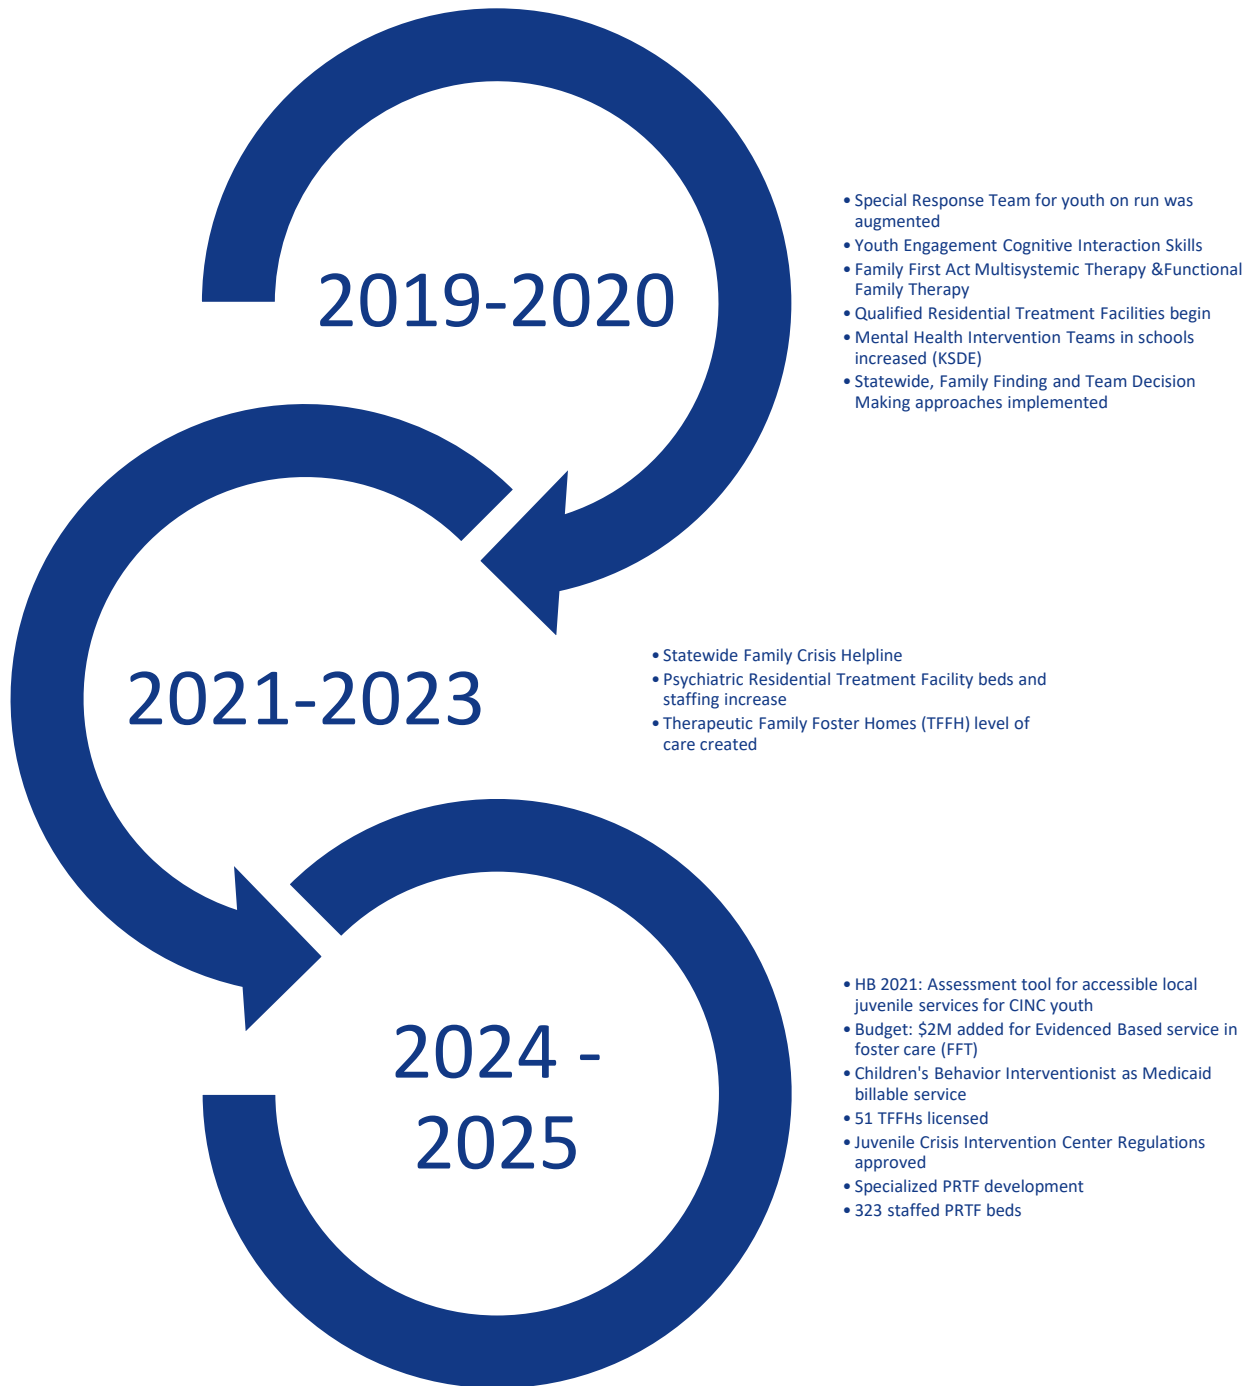 2019-2020
• Special Response Team for youth on run was
augmented
• Youth Engagement Cognitive Interaction Skills
• Family First Act Multisystemic Therapy &Functional
Family Therapy
• Qualified Residential Treatment Facilities begin
• Mental Health Intervention Teams in schools
increased (KSDE)
• Statewide, Family Finding and Team Decision
Making approaches implemented
2021-2023
• Statewide Family Crisis Helpline
• Psychiatric Residential Treatment Facility beds and
staffing increase
• Therapeutic Family Foster Homes (TFFH) level of
care created
2024 -
2025
• HB 2021: Assessment tool for accessible local
juvenile services for CINC youth
• Budget: $2M added for Evidenced Based service in
foster care (FFT)
• Children's Behavior Interventionist as Medicaid
billable service
• 51 TFFHs licensed
• Juvenile Crisis Intervention Center Regulations
approved
• Specialized PRTF development
• 323 staffed PRTF beds